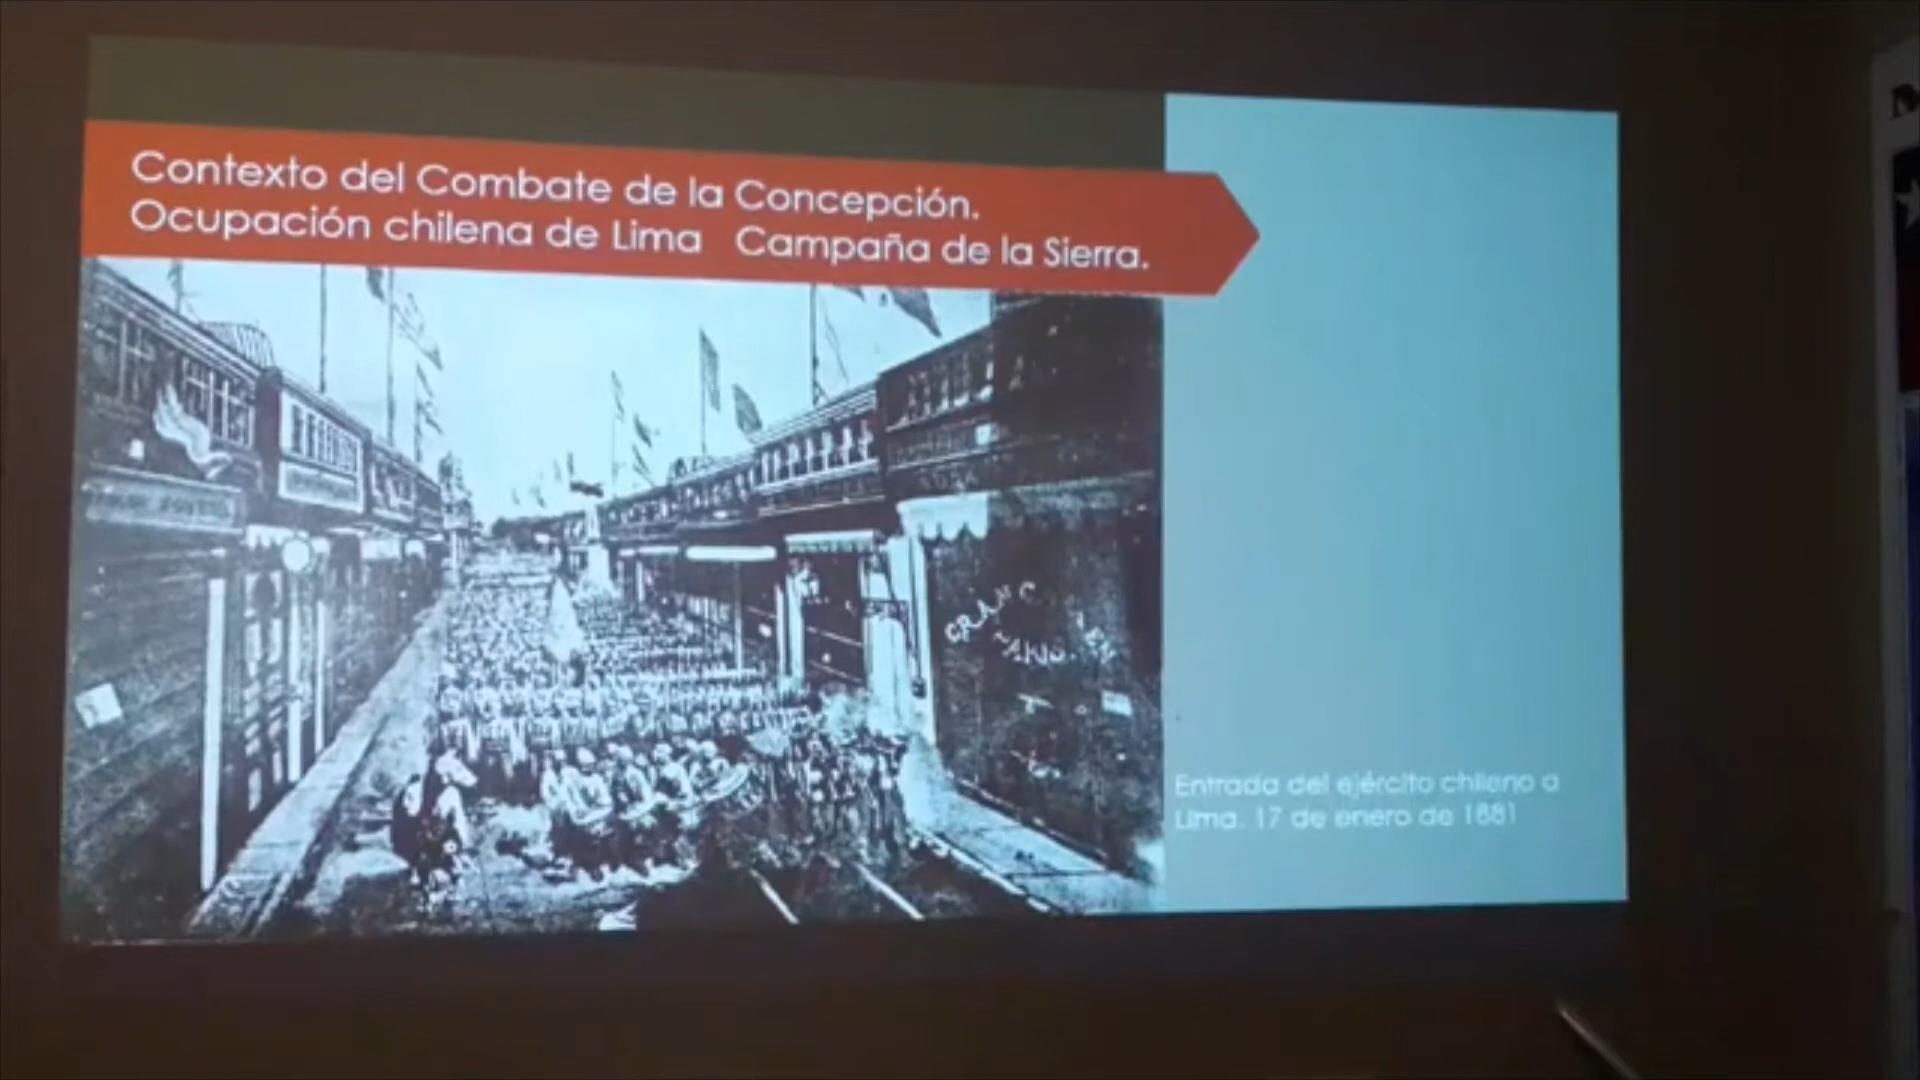 Contexto del Combate de la Concepción.
Ocupación chilena de Lima Campaña de la Sierra.
Entrada del ejército chileno a
Lima. 17 de enero de 1881